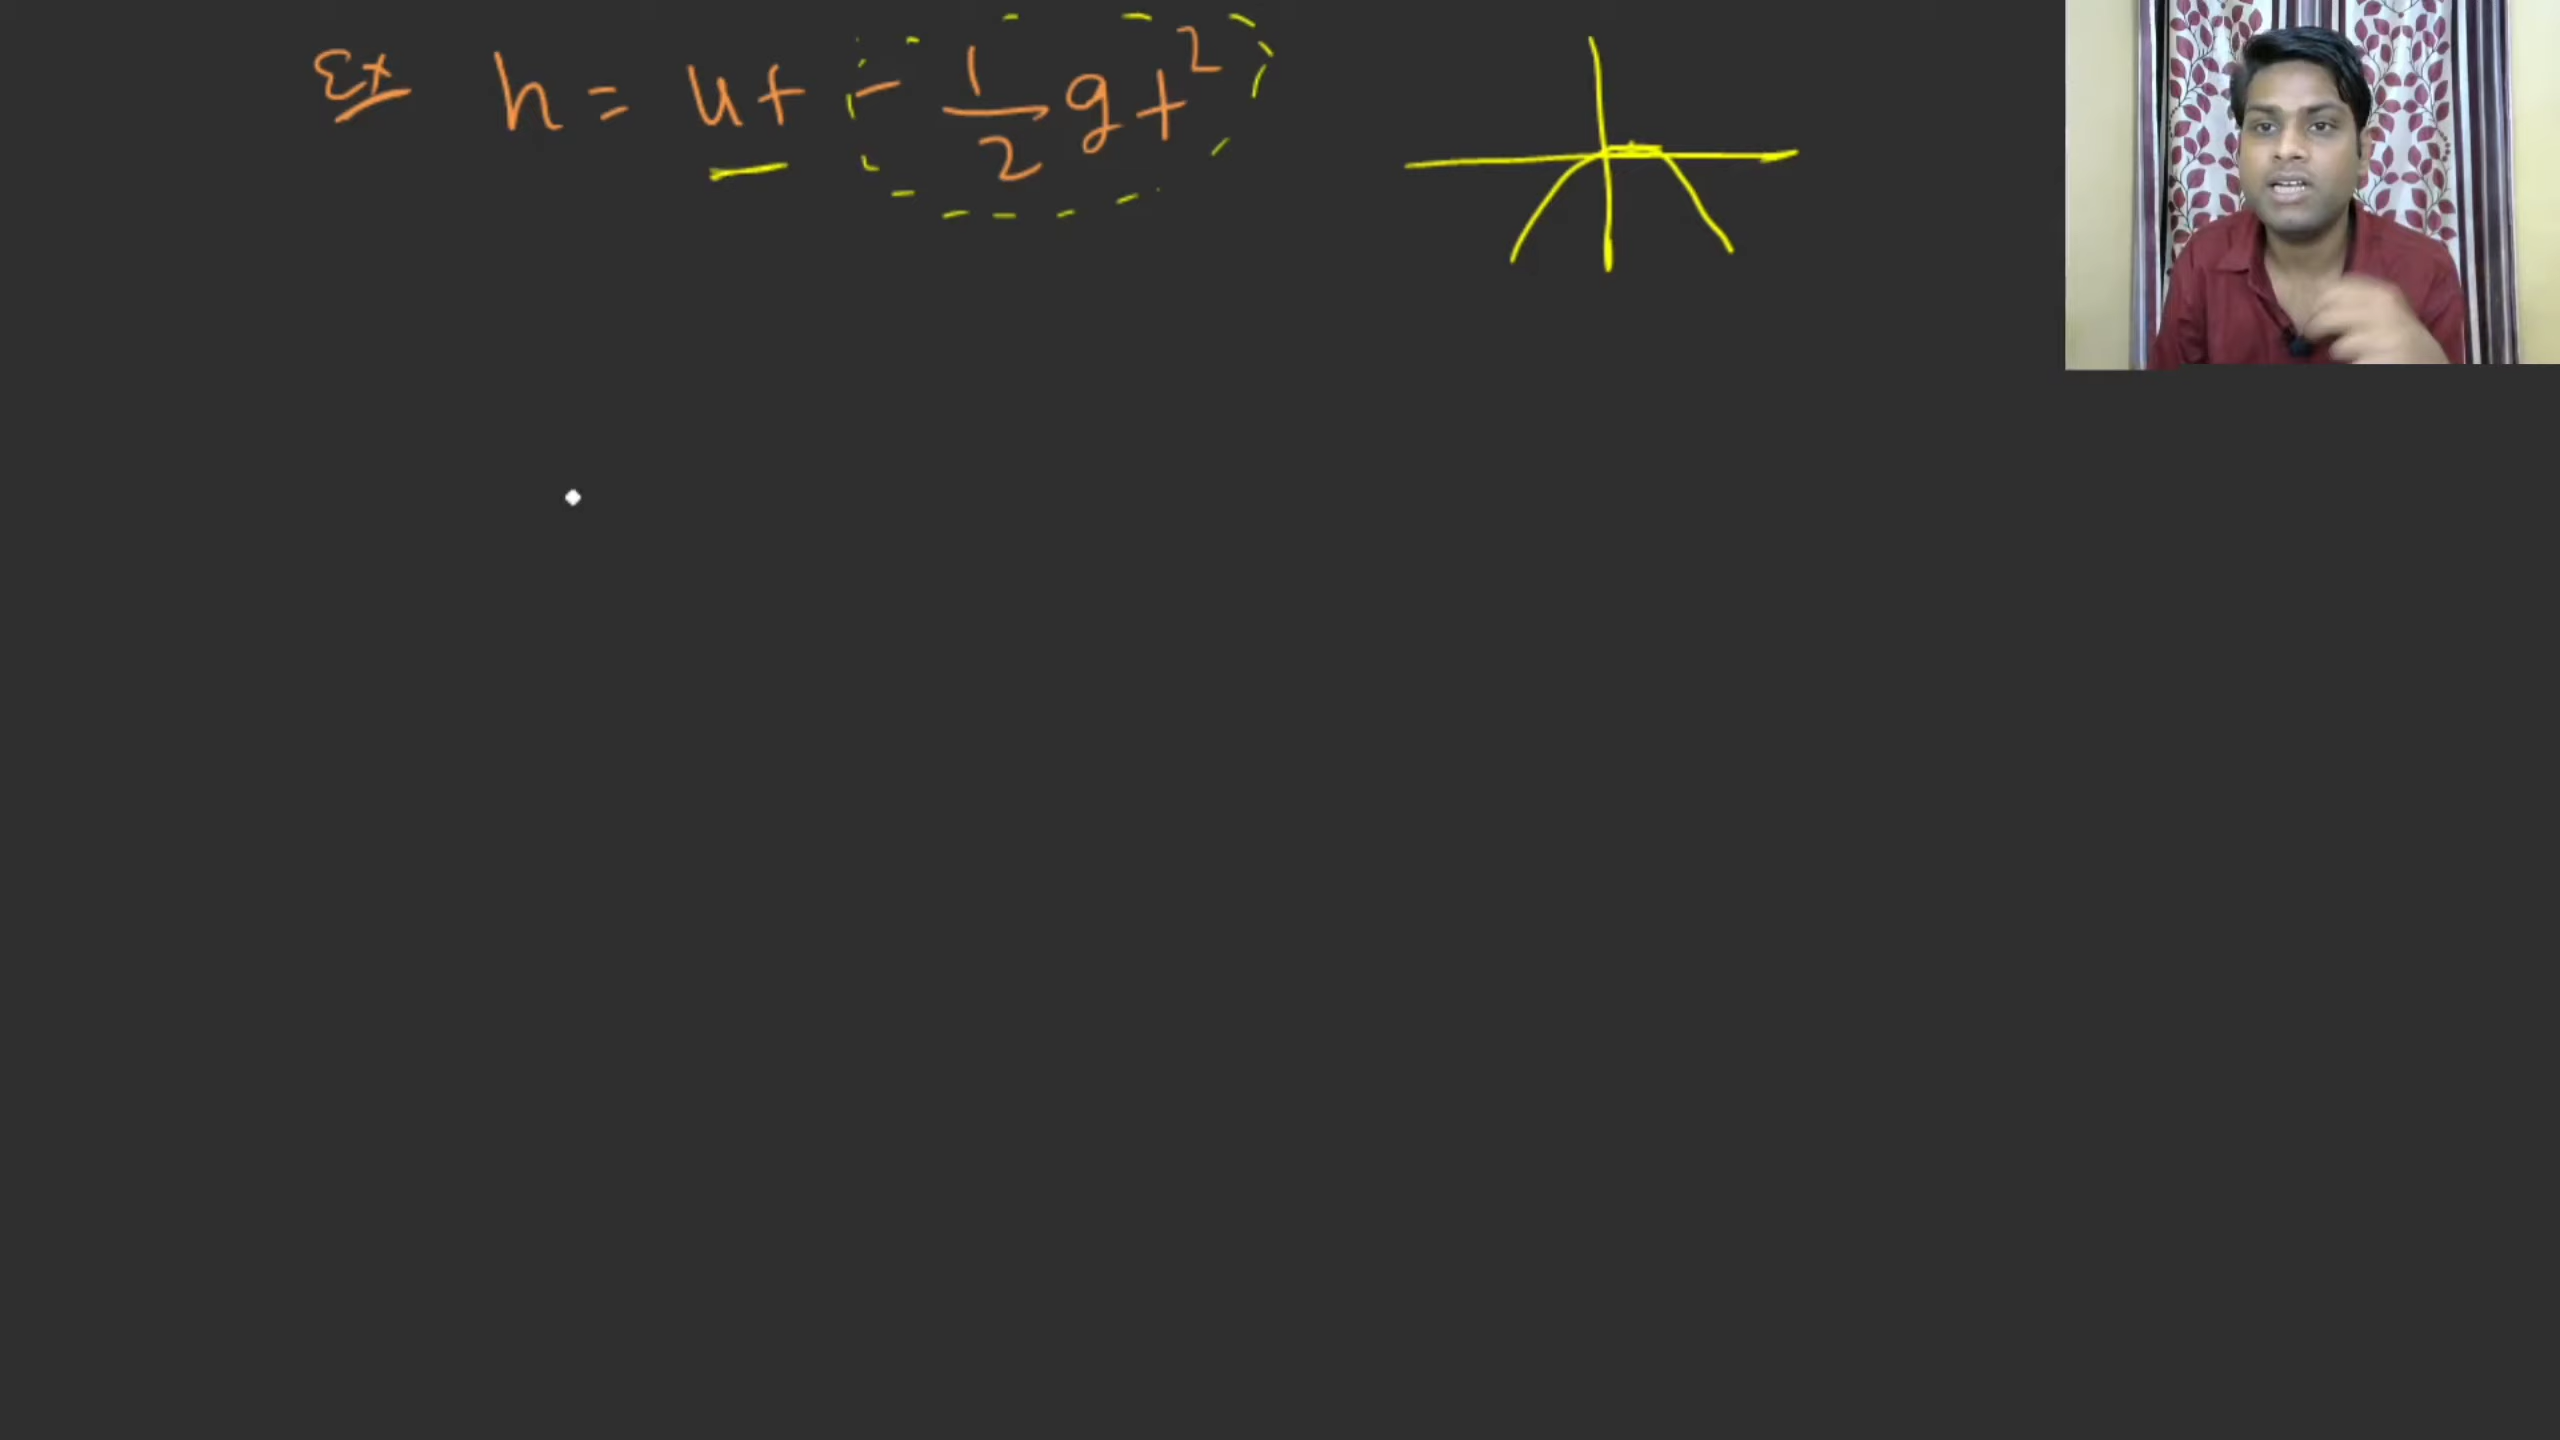 Ex h = ut - 1/2 gt²